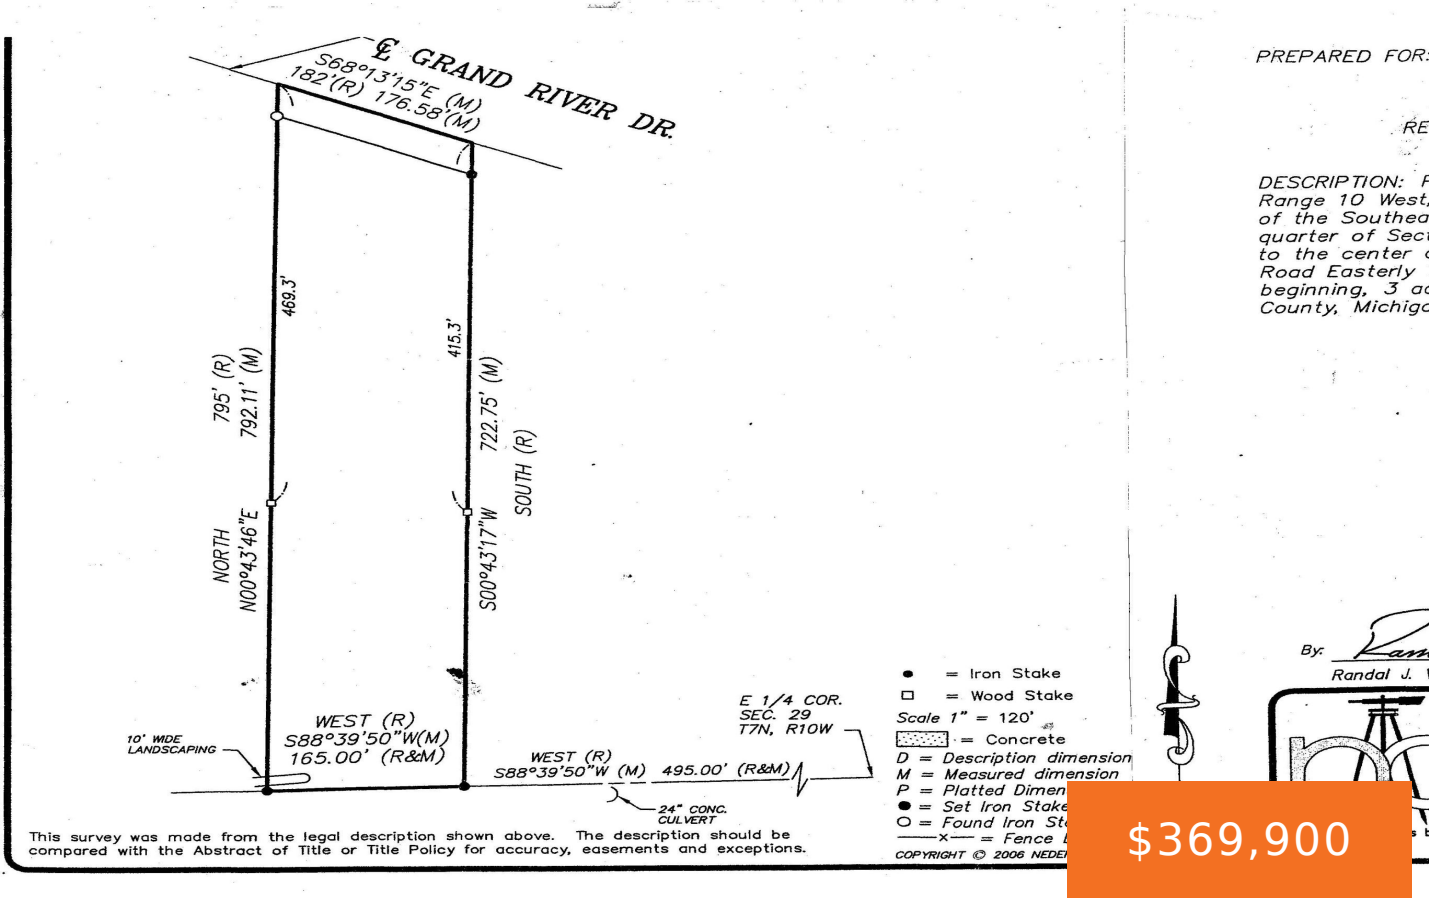 ℄ GRAND RIVER DR.
S68°13'15"E (M)
182'(R) 176.58'(M)
469.3'
415.3'
795' (R)
792.11' (M)
722.75' (M)
SOUTH (R)
NORTH
N00°43'46"E
S00°43'17"W
WEST (R)
S88°39'50"W(M)
165.00' (R&M)
10' WIDE
LANDSCAPING
WEST (R)
S88°39'50"W (M) 495.00' (R&M)
24" CONC.
CULVERT
E 1/4 COR.
SEC. 29
T7N, R10W
This survey was made from the legal description shown above. The description should be
compared with the Abstract of Title or Title Policy for accuracy, easements and exceptions.
= Iron Stake
= Wood Stake
Scale 1" = 120'
= Concrete
D = Description dimension
M = Measured dimension
P = Platted Dimen
= Set Iron Stake
= Found Iron
x = Fence
COPYRIGHT © 2006 NEDER
PREPARED FOR:
RE
DESCRIPTION:
Range 10 West,
of the Southea
quarter of Sect
to the center
Road Easterly
beginning, 3 ac
County, Michiga
By:
Randal J.
$369,900